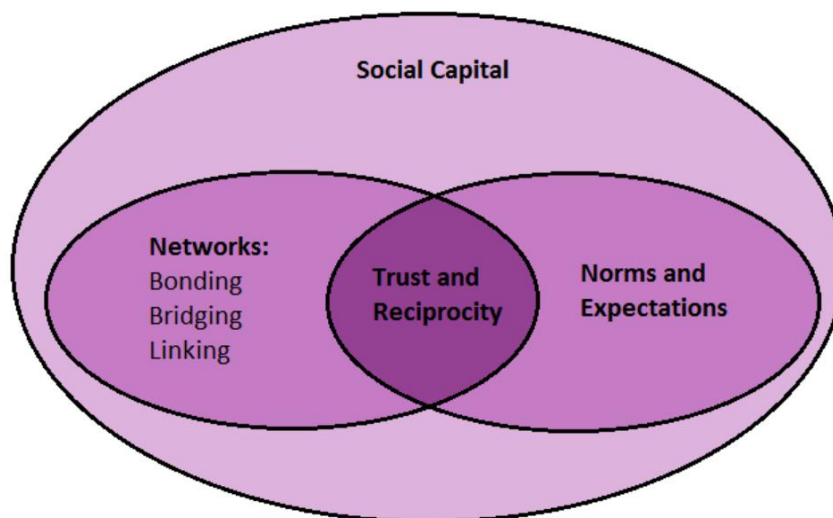 Social Capital
Networks:
Bonding
Bridging
Linking
Trust and
Reciprocity
Norms and
Expectations